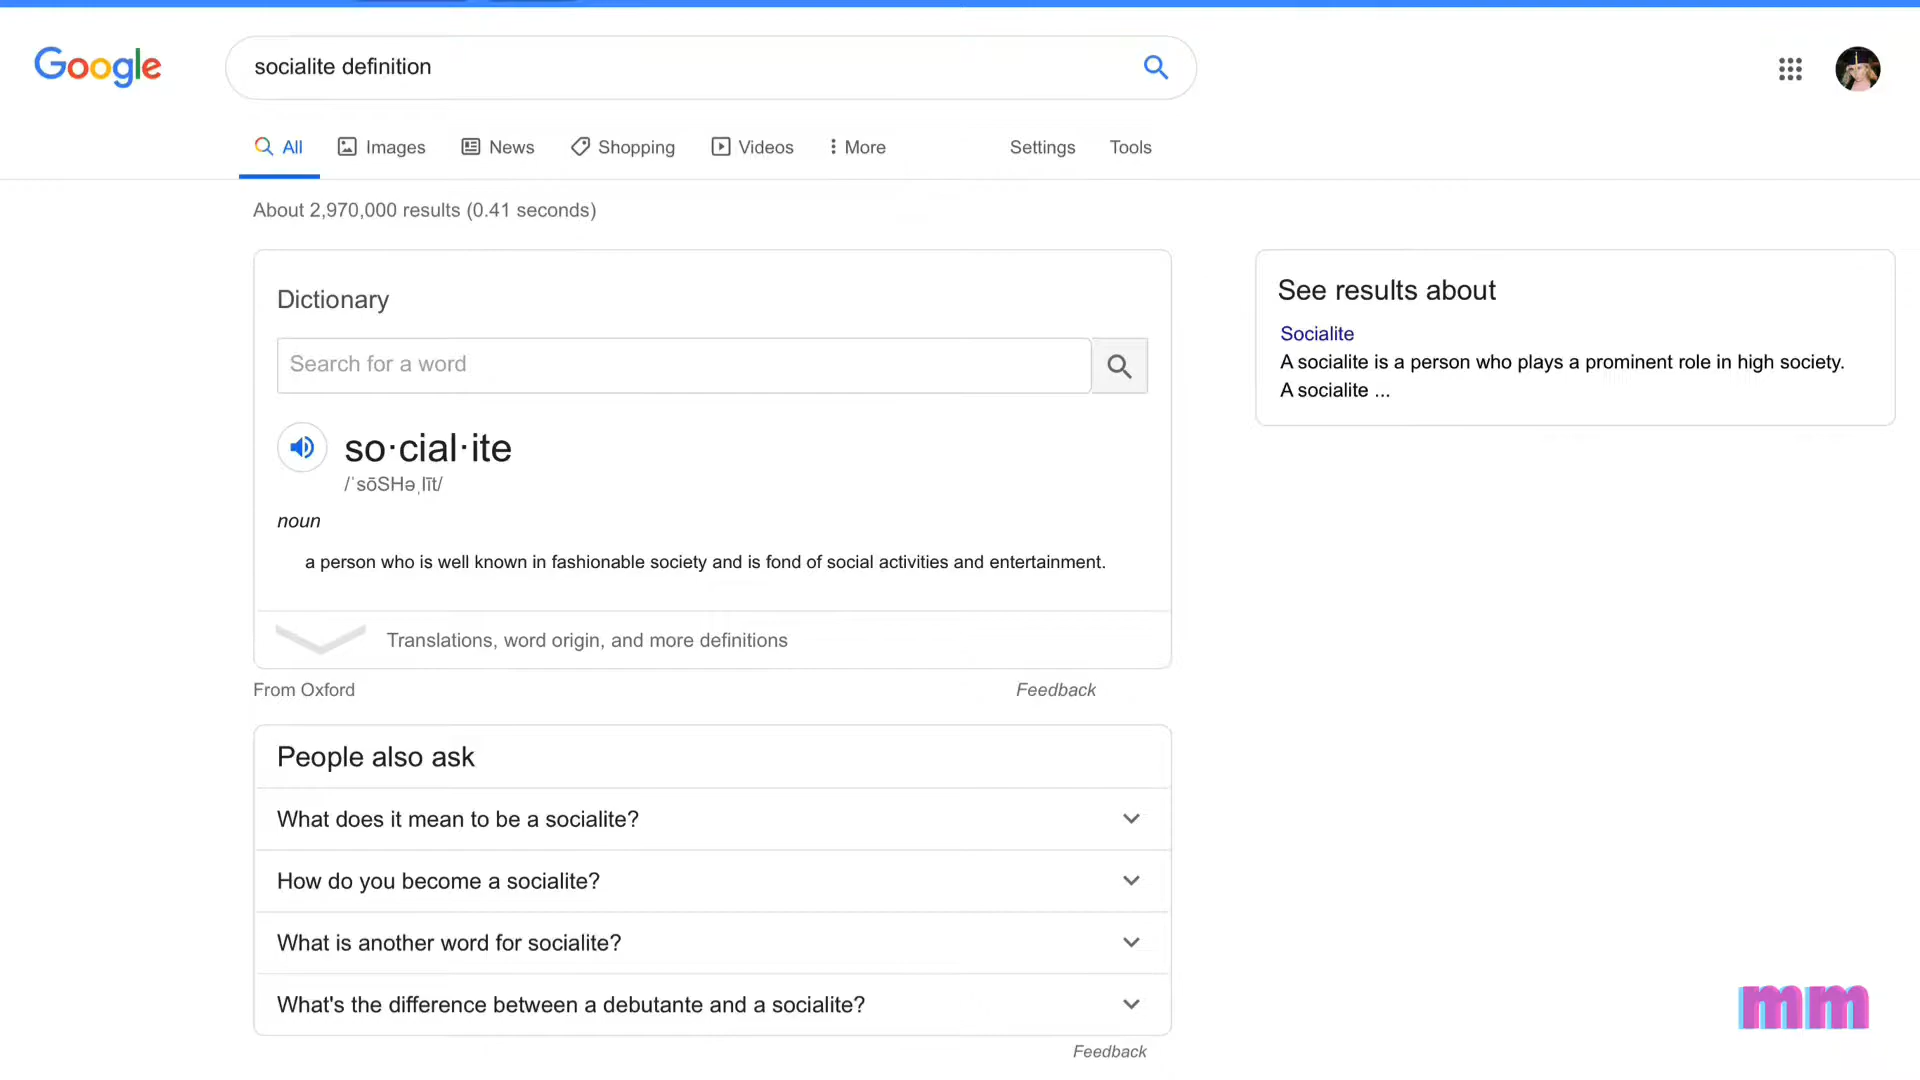 Google
socialite definition
All Images News Shopping Videos More Settings Tools
About 2,970,000 results (0.41 seconds)
Dictionary
Search for a word
so·cial·ite
/ˈsōSHəˌlīt/
noun
a person who is well known in fashionable society and is fond of social activities and entertainment.
Translations, word origin, and more definitions
From Oxford
Feedback
People also ask
What does it mean to be a socialite?
How do you become a socialite?
What is another word for socialite?
What's the difference between a debutante and a socialite?
Feedback
See results about
Socialite
A socialite is a person who plays a prominent role in high society.
A socialite ...
mm